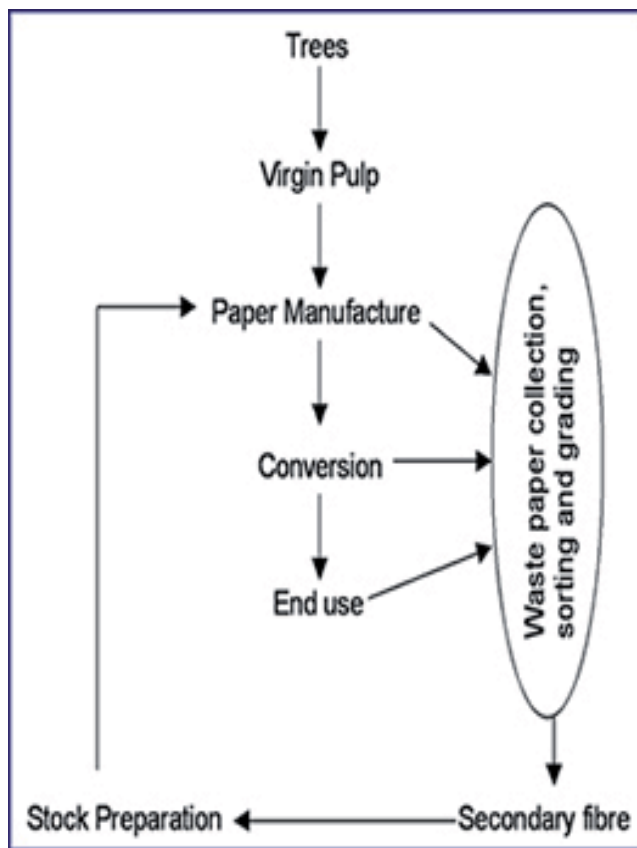 Trees
Virgin Pulp
Paper Manufacture
Conversion
End use
Waste paper collection,
sorting and grading
Stock Preparation
Secondary fibre